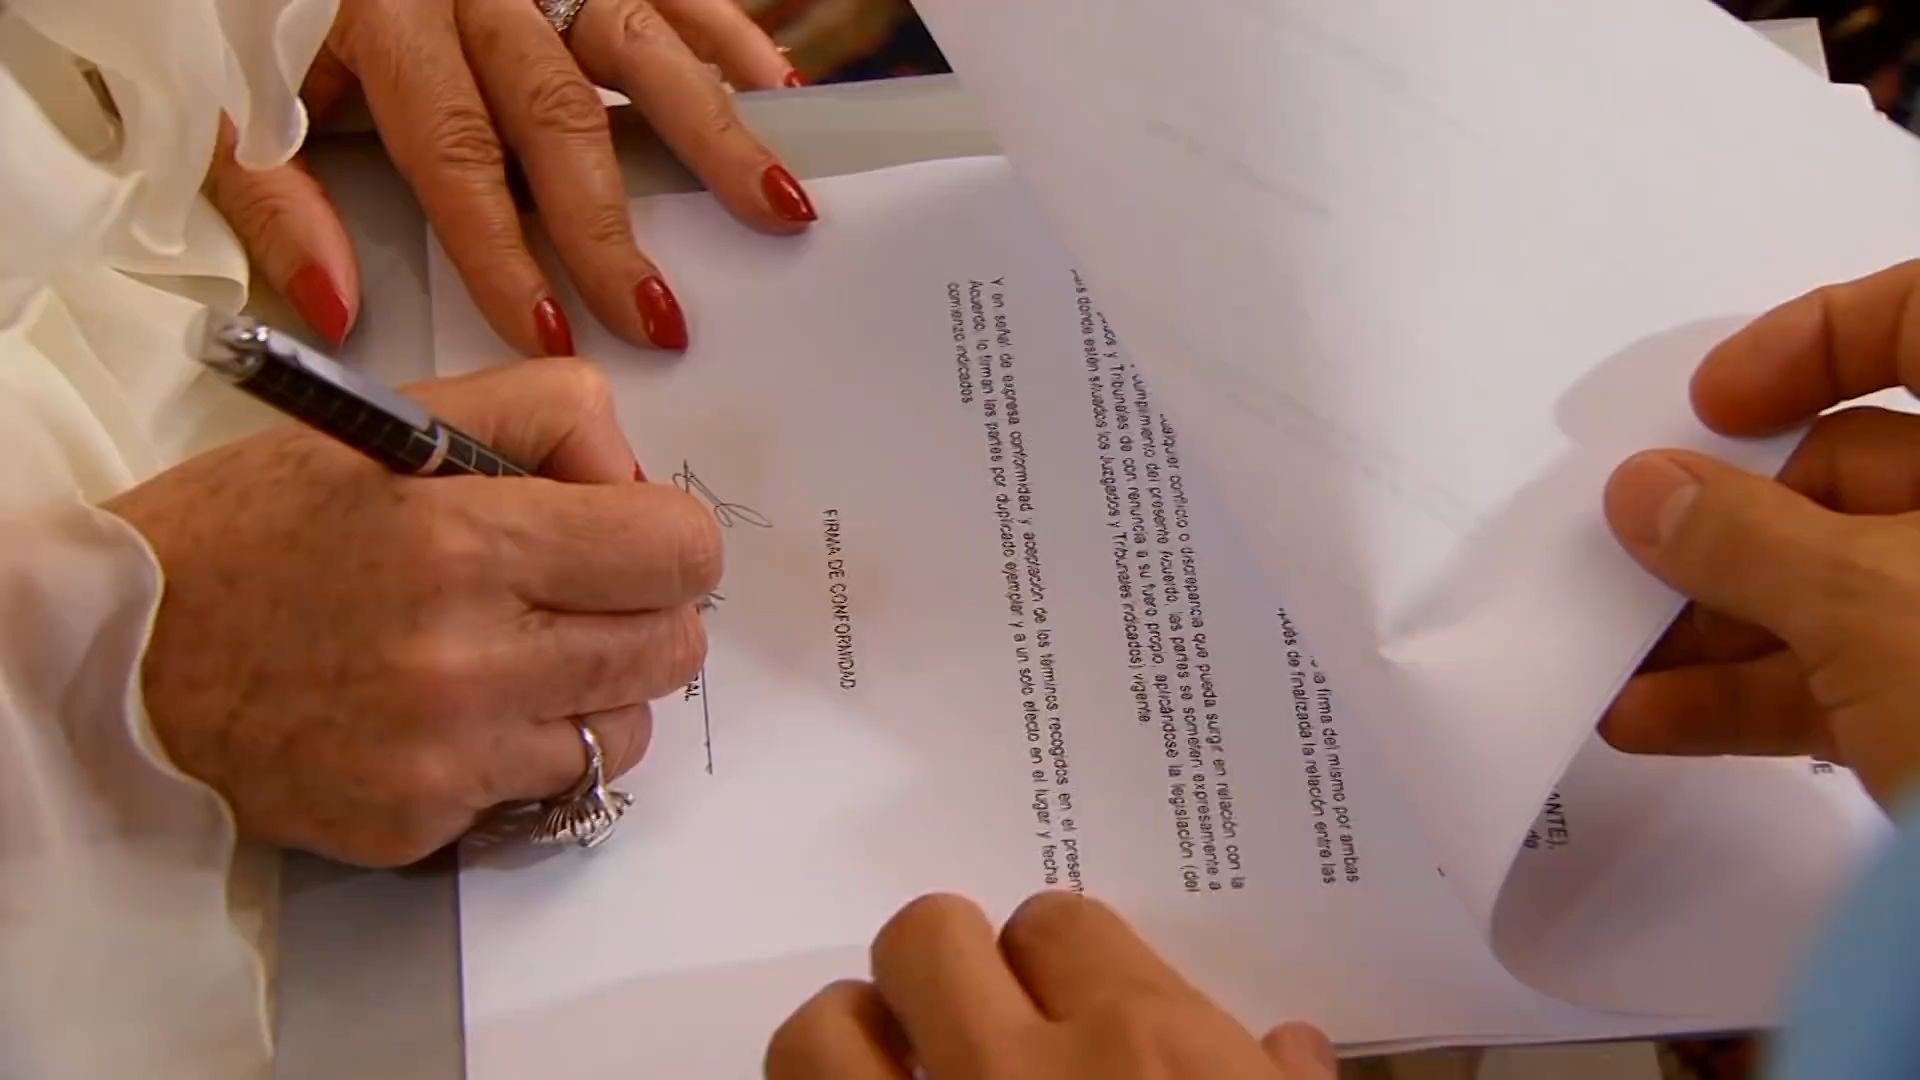 la firma del mismo por ambas
de finalizada la relación entre las
conflicto o discrepancia que pueda surgir en relación con la
del presente Acuerdo, las partes se someten expresamente a
y Tribunales de con renuncia a su fuero propio, aplicándose la legislación (del
donde estén situados los Juzgados y Tribunales indicados) vigente.
Y en señal de expresa conformidad y aceptación de los términos recogidos en el
Acuerdo, lo firman las partes por duplicado ejemplar y a un solo efecto en el lugar y fecha
comienzo indicados.
FIRMA DE CONFORMIDAD